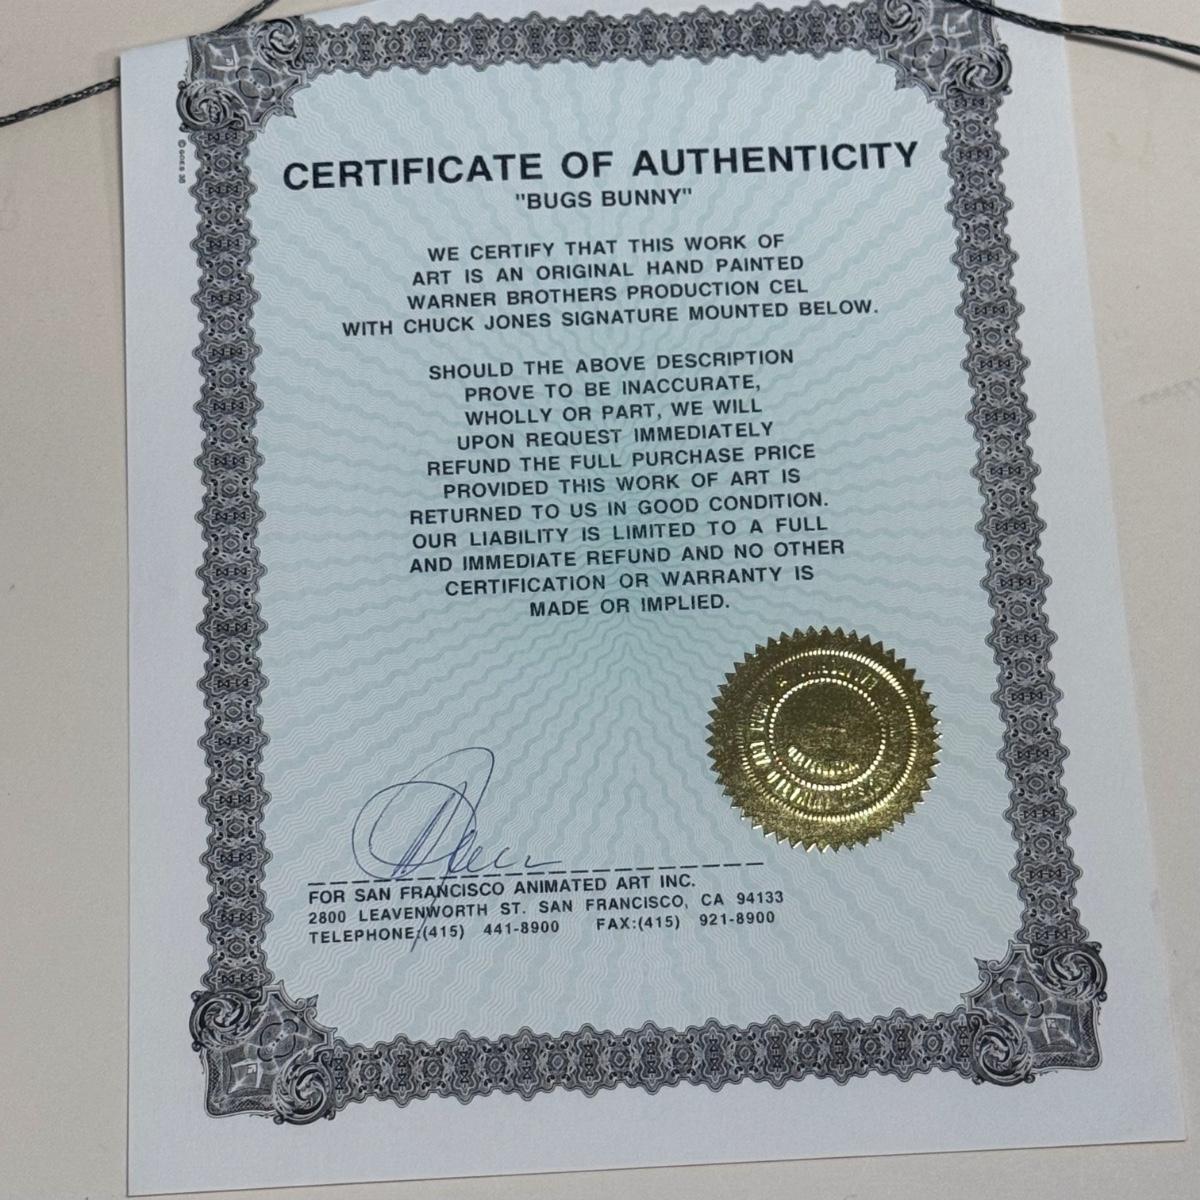 CERTIFICATE OF AUTHENTICITY
"BUGS BUNNY"
WE CERTIFY THAT THIS WORK OF
ART IS AN ORIGINAL HAND PAINTED
WARNER BROTHERS PRODUCTION CEL
WITH CHUCK JONES SIGNATURE MOUNTED BELOW.
SHOULD THE ABOVE DESCRIPTION
PROVE TO BE INACCURATE,
WHOLLY OR PART, WE WILL
UPON REQUEST IMMEDIATELY
REFUND THE FULL PURCHASE PRICE
PROVIDED THIS WORK OF ART IS
RETURNED TO US IN GOOD CONDITION.
OUR LIABILITY IS LIMITED TO A FULL
AND IMMEDIATE REFUND AND NO OTHER
CERTIFICATION OR WARRANTY IS
MADE OR IMPLIED.
FOR SAN FRANCISCO ANIMATED ART INC.
2800 LEAVENWORTH ST. SAN FRANCISCO, CA 94133
TELEPHONE:(415) 441-8900 FAX:(415) 921-8900